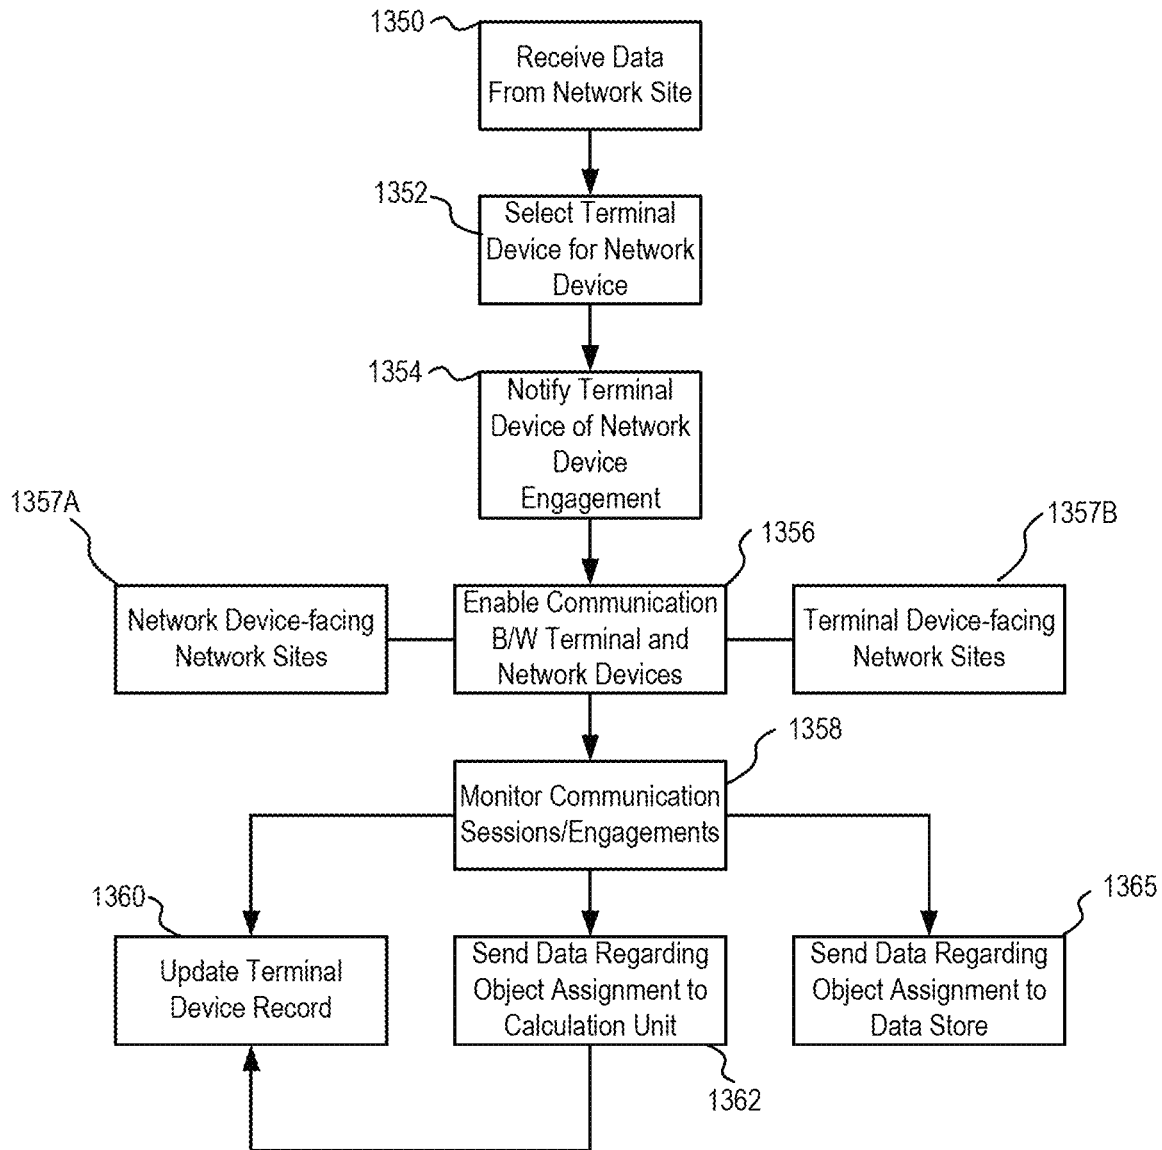 1350
Receive Data
From Network Site
1352
Select Terminal
Device for Network
Device
1354
Notify Terminal
Device of Network
Device
Engagement
1357A
Network Device-facing
Network Sites
1356
Enable Communication
B/W Terminal and
Network Devices
1357B
Terminal Device-facing
Network Sites
1358
Monitor Communication
Sessions/Engagements
1360
Update Terminal
Device Record
Send Data Regarding
Object Assignment to
Calculation Unit
1362
1365
Send Data Regarding
Object Assignment to
Data Store